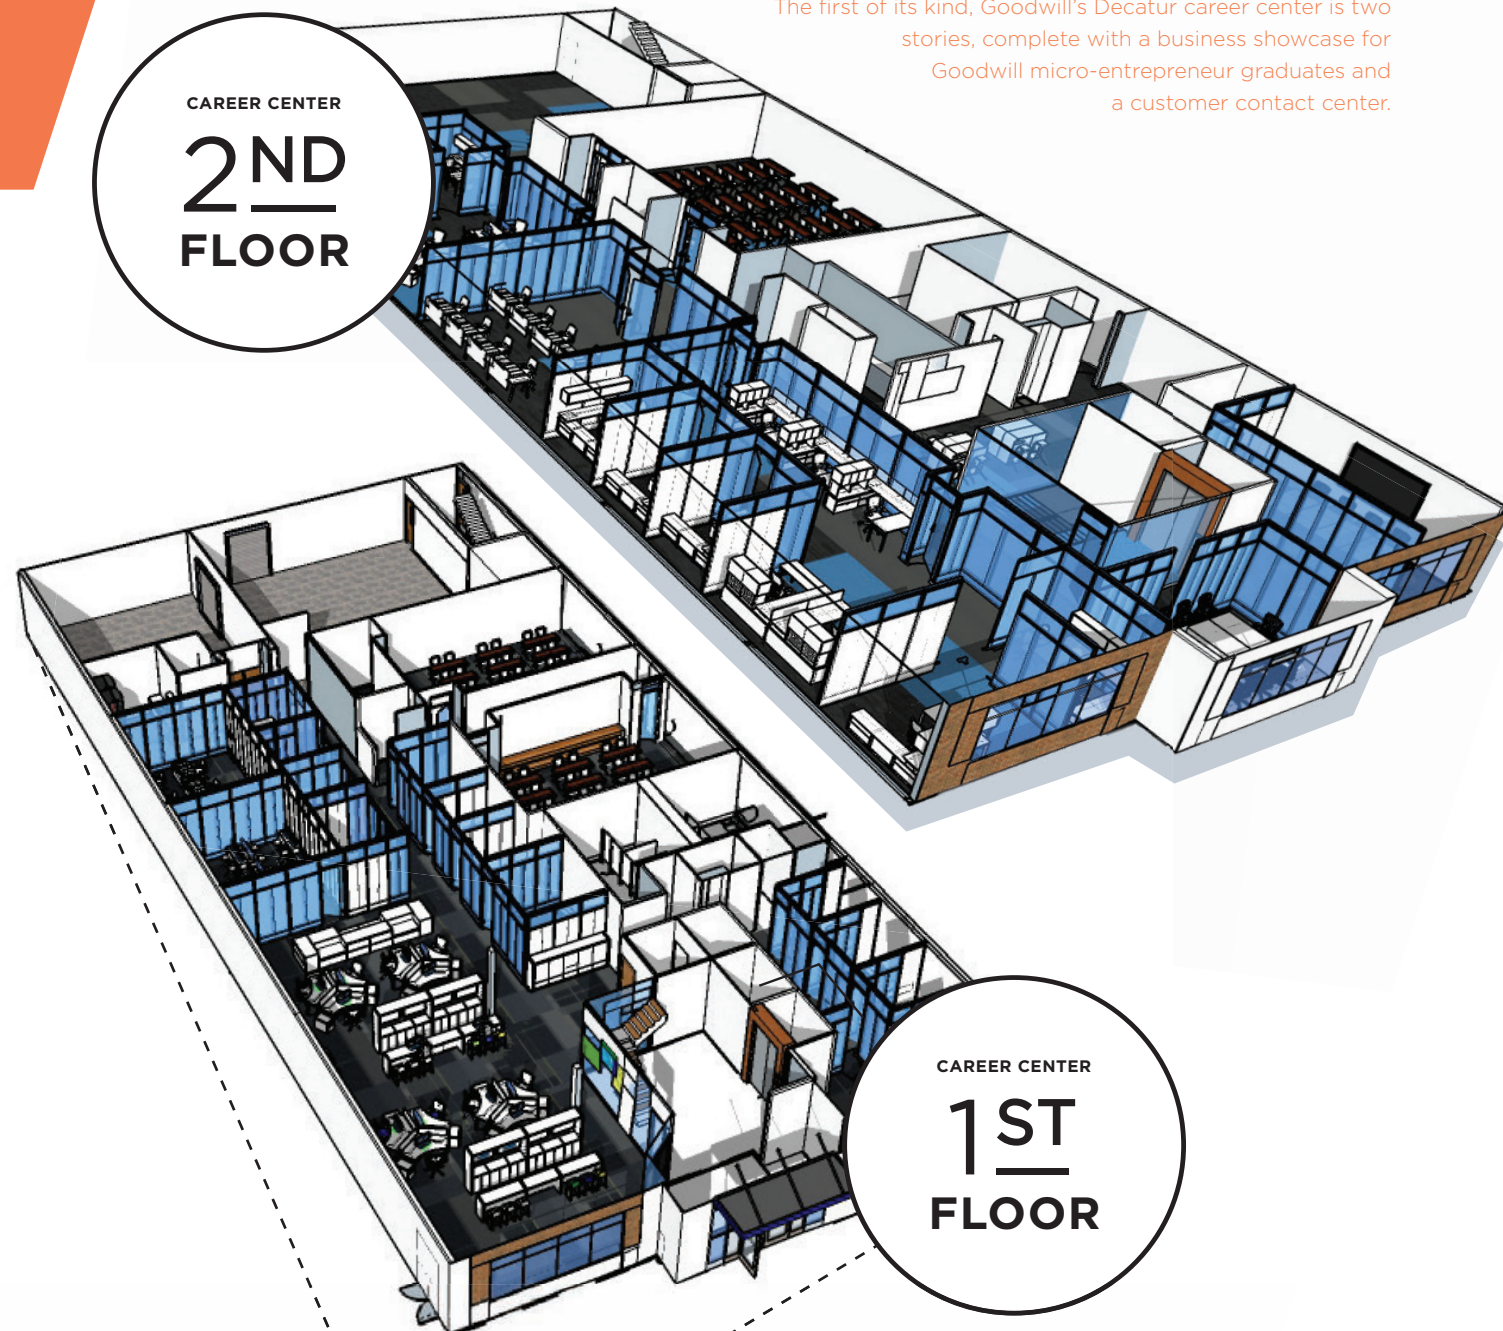 The first of its kind, Goodwill's Decatur career center is two
stories, complete with a business showcase for
Goodwill micro-entrepreneur graduates and
a customer contact center.
CAREER CENTER
2ND
FLOOR
CAREER CENTER
1ST
FLOOR